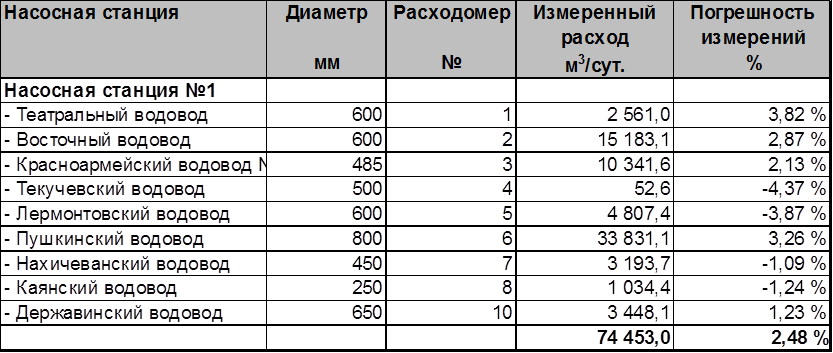 Насосная станция Диаметр Расходомер Измеренный Погрешность
расход измерений
мм № м³/сут. %
Насосная станция №1
- Театральный водовод 600 1 2 561,0 3,82 %
- Восточный водовод 600 2 15 183,1 2,87 %
- Красноармейский водовод 485 3 10 341,6 2,13 %
- Текучевский водовод 500 4 52,6 -4,37 %
- Лермонтовский водовод 600 5 4 807,4 -3,87 %
- Пушкинский водовод 800 6 33 831,1 3,26 %
- Нахичеванский водовод 450 7 3 193,7 -1,09 %
- Каянский водовод 250 8 1 034,4 -1,24 %
- Державинский водовод 650 10 3 448,1 1,23 %
74 453,0 2,48 %